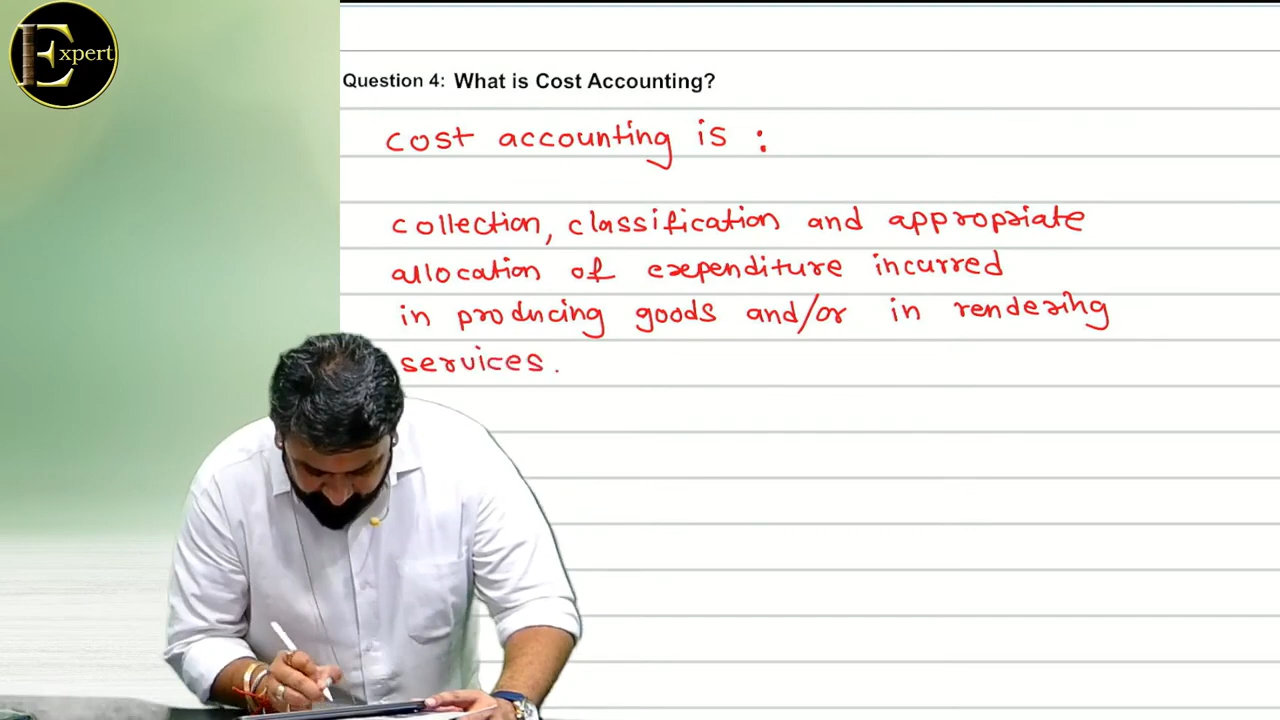 Expert
Question 4: What is Cost Accounting?
cost accounting is :
collection, classification and appropriate
allocation of expenditure incurred
in producing goods and/or in rendering
services.